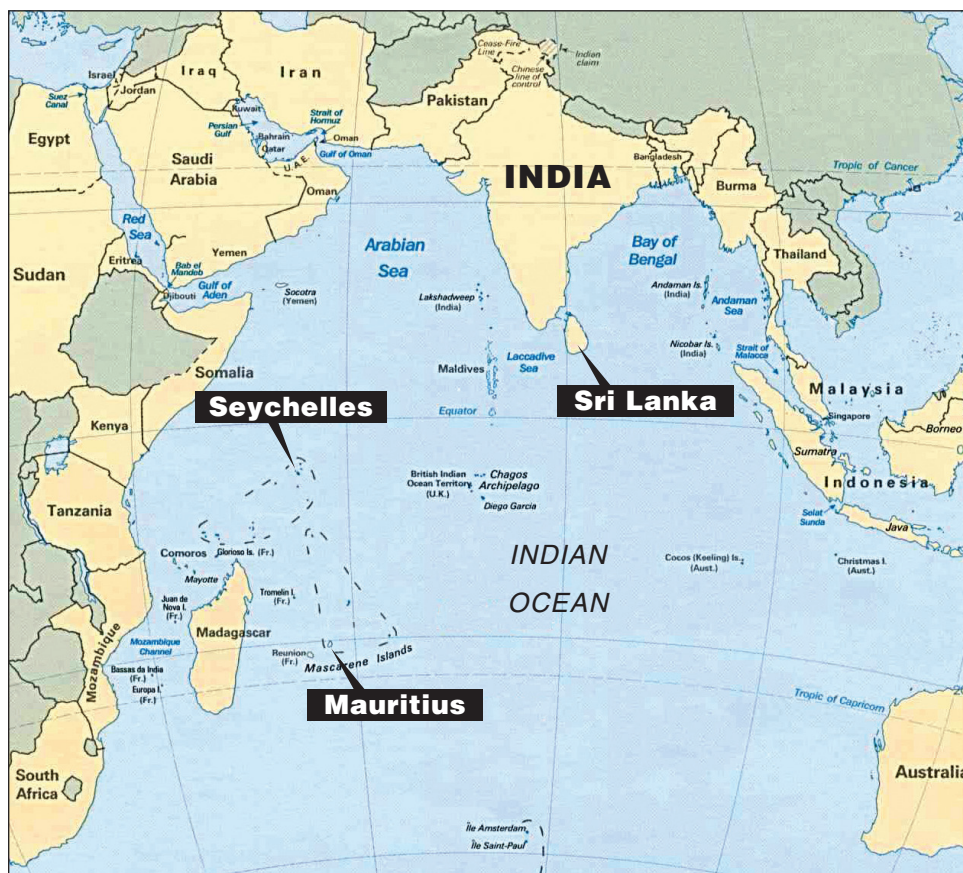 Cease-Fire
Line
Indian
claim
Chinese
line of
control
Israel
Iraq
Iran
Suez
Canal
Jordan
Pakistan
Kuwait
Strait of
Hormuz
Egypt
Persian
Gulf
Bahrain
Qatar
Oman
Gulf of Oman
U.A.E.
Saudi
Arabia
Oman
INDIA
Bangladesh
Tropic of Cancer
Burma
Red
Sea
Arabian
Sea
Bay of
Bengal
20
Sudan
Eritrea
Bab el
Mandeb
Yemen
Thailand
Gulf of
Aden
Djibouti
Socotra
(Yemen)
Lakshadweep
(India)
Andaman Is.
(India)
Andaman
Sea
Nicobar Is.
(India)
Strait of
Malacca
Somalia
Maldives
Laccadive
Sea
Malaysia
Seychelles
Sri Lanka
Equator
Singapore
Kenya
Borneo
0
Sumatra
British Indian
Ocean Territory
(U.K.)
Chagos
Archipelago
Diego Garcia
Indonesia
Tanzania
Selat
Sunda
Java
Comoros
Glorioso Is. (Fr.)
Mayotte
INDIAN
OCEAN
Cocos (Keeling) Is.
(Aust.)
Christmas I.
(Aust.)
Juan de
Nova I.
(Fr.)
Tromelin I.
(Fr.)
Madagascar
Mozambique
Mozambique
Channel
Reunion
(Fr.)
Mascarene Islands
Bassas da India
(Fr.)
Europa I.
(Fr.)
Mauritius
20
Tropic of Capricorn
South
Africa
Australia
Île Amsterdam
Île Saint-Paul